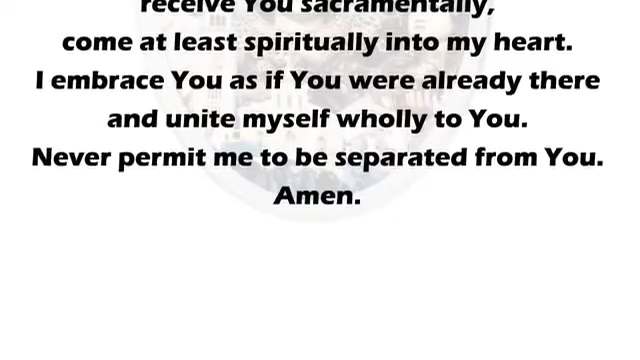 receive You sacramentally,
come at least spiritually into my heart.
I embrace You as if You were already there
and unite myself wholly to You.
Never permit me to be separated from You.
Amen.